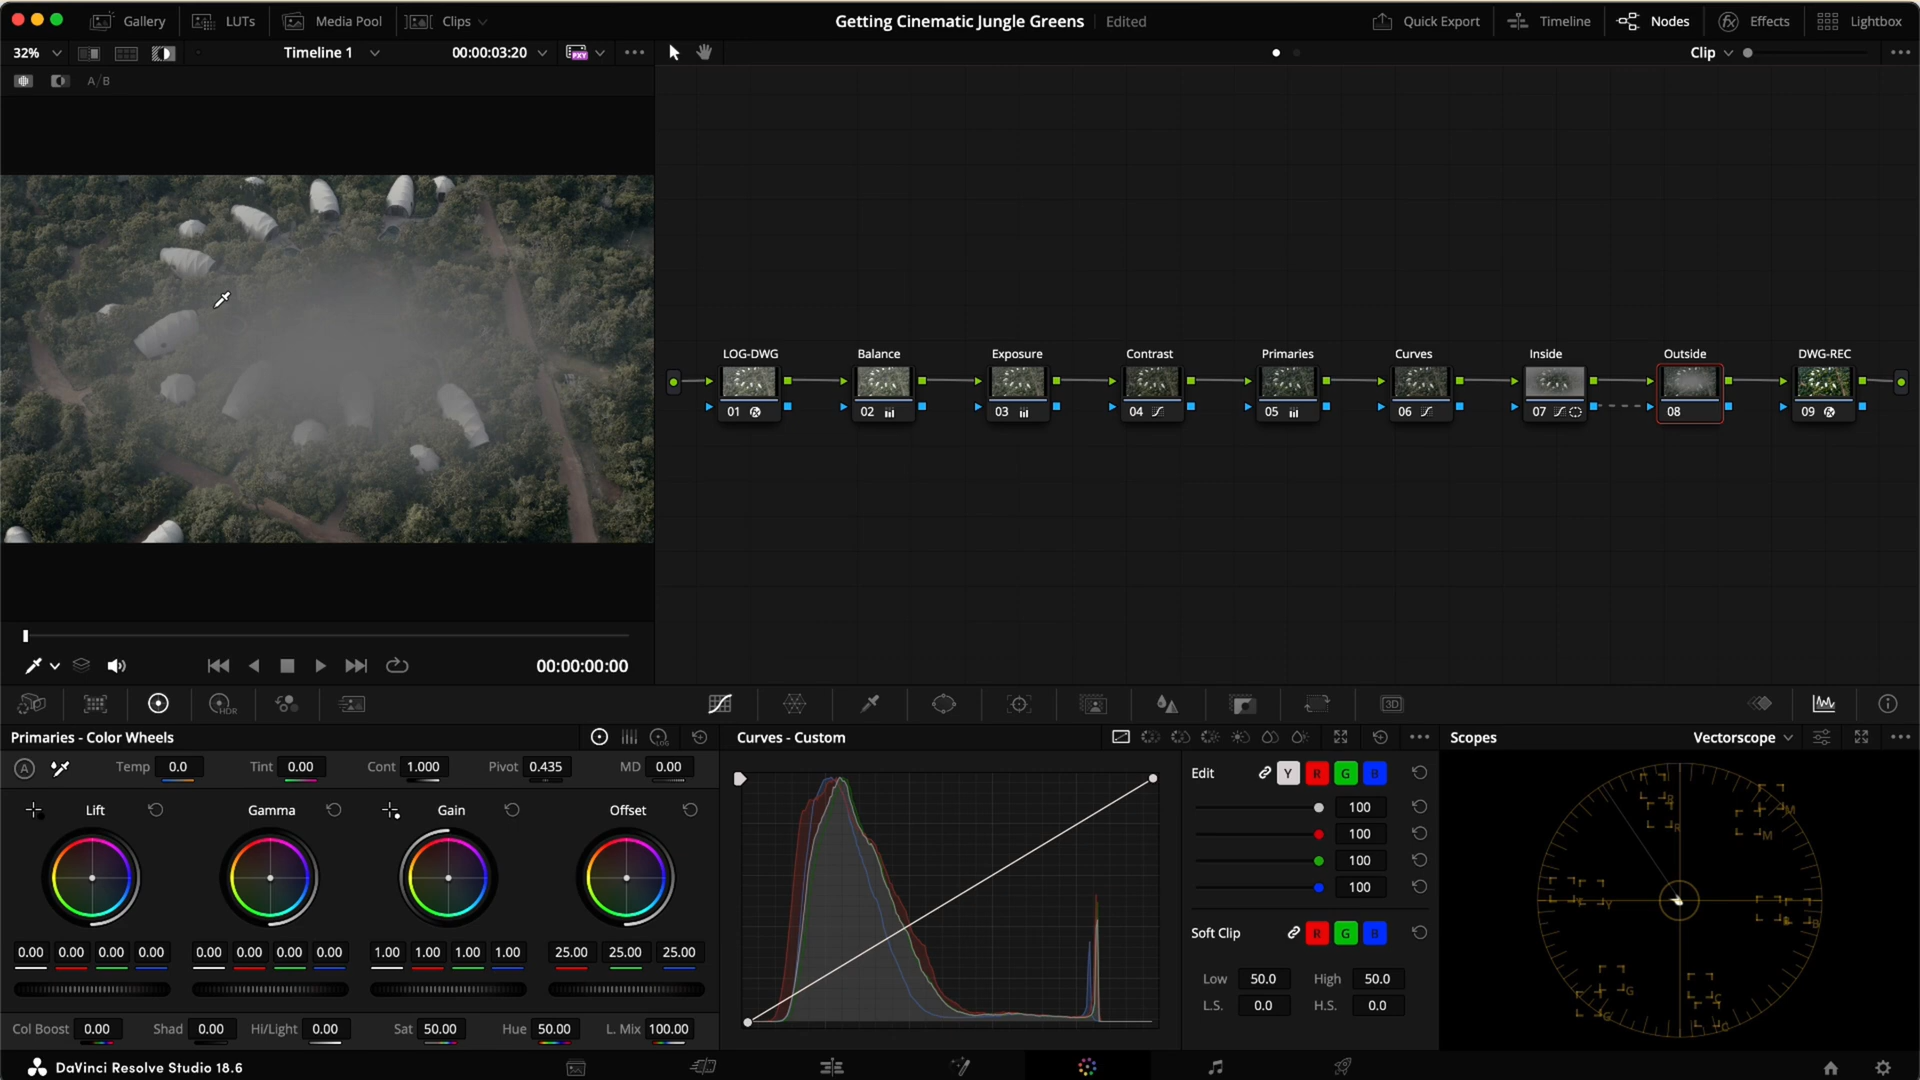 Gallery LUTs Media Pool Clips Getting Cinematic Jungle Greens Edited Quick Export Timeline Nodes Effects Lightbox
32% Timeline 1 00:00:03:20 PXY Clip
A/B
LOG-DWG Balance Exposure Contrast Primaries Curves Inside Outside DWG-REC
01 02 03 04 05 06 07 08 09
00:00:00:00
HDR 3D
Primaries - Color Wheels LOG Curves - Custom Scopes Vectorscope
A Temp 0.0 Tint 0.00 Cont 1.000 Pivot 0.435 MD 0.00
Edit Y R G B
Lift Gamma Gain Offset
100
100
100
100
Soft Clip R G B
0.00 0.00 0.00 0.00 0.00 0.00 0.00 0.00 1.00 1.00 1.00 1.00 25.00 25.00 25.00
Low 50.0 High 50.0
L.S. 0.0 H.S. 0.0
Col Boost 0.00 Shad 0.00 Hi/Light 0.00 Sat 50.00 Hue 50.00 L. Mix 100.00
R M
R M
Y B
B
G C
G C
DaVinci Resolve Studio 18.6